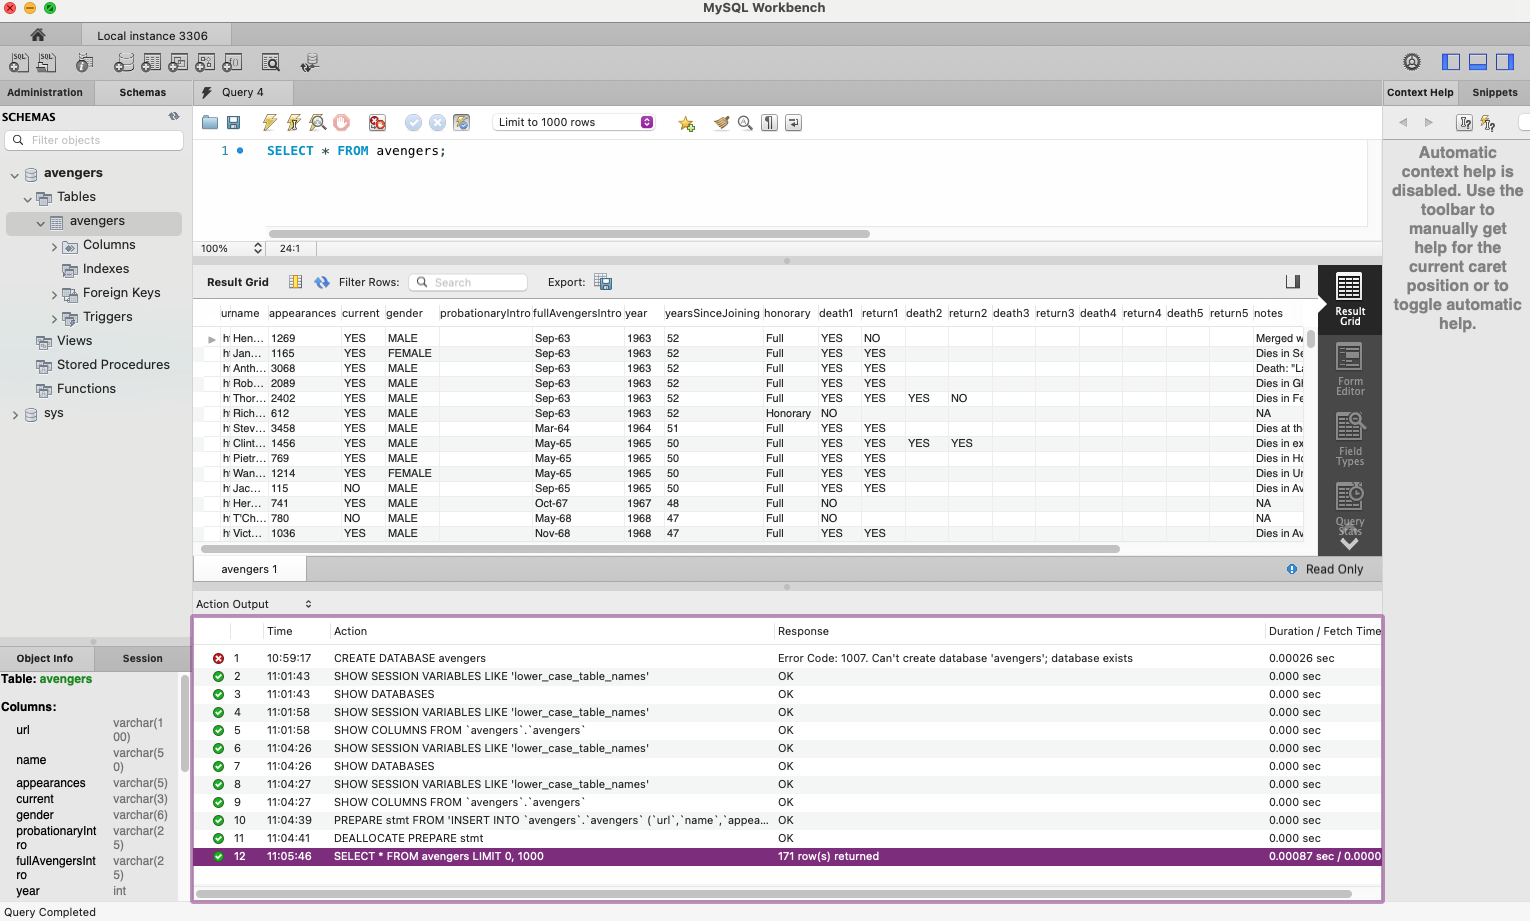 MySQL Workbench
Local instance 3306
Administration Schemas Query 4 Context Help Snippets
SCHEMAS
Filter objects
Limit to 1000 rows
1 SELECT * FROM avengers;
avengers
Tables
avengers
Columns
Indexes
Foreign Keys
Triggers
Views
Stored Procedures
Functions
sys
100% 24:1
Automatic
context help is
disabled. Use the
toolbar to
manually get
help for the
current caret
position or to
toggle automatic
help.
Result Grid Filter Rows: Search Export:
urname appearances current gender probationaryIntro fullAvengersIntro year yearsSinceJoining honorary death1 return1 death2 return2 death3 return3 death4 return4 death5 return5 notes
Hen... 1269 YES MALE Sep-63 1963 52 Full YES NO Merged w
Jan... 1165 YES FEMALE Sep-63 1963 52 Full YES YES Dies in Se
Anth... 3068 YES MALE Sep-63 1963 52 Full YES YES Death: "La
Rob... 2089 YES MALE Sep-63 1963 52 Full YES YES Dies in Gh
Thor... 2402 YES MALE Sep-63 1963 52 Full YES YES YES NO Dies in Fe
Rich... 612 YES MALE Sep-63 1963 52 Honorary NO NA
Stev... 3458 YES MALE Mar-64 1964 51 Full YES YES Dies at the
Clint... 1456 YES MALE May-65 1965 50 Full YES YES YES YES Dies in ex
Pietr... 769 YES MALE May-65 1965 50 Full YES YES Dies in Ho
Wan... 1214 YES FEMALE May-65 1965 50 Full YES YES Dies in Un
Jac... 115 NO MALE Sep-65 1965 50 Full YES YES Dies in Av
Her... 741 YES MALE Oct-67 1967 48 Full NO NA
T'Ch... 780 NO MALE May-68 1968 47 Full NO NA
Vict... 1036 YES MALE Nov-68 1968 47 Full YES YES Dies in Av
Result
Grid
Form
Editor
Field
Types
Query
Stats
avengers 1 Read Only
Action Output
Time Action Response Duration / Fetch Time
1 10:59:17 CREATE DATABASE avengers Error Code: 1007. Can't create database 'avengers'; database exists 0.00026 sec
2 11:01:43 SHOW SESSION VARIABLES LIKE 'lower_case_table_names' OK 0.000 sec
3 11:01:43 SHOW DATABASES OK 0.000 sec
4 11:01:58 SHOW SESSION VARIABLES LIKE 'lower_case_table_names' OK 0.000 sec
5 11:01:58 SHOW COLUMNS FROM `avengers`.`avengers` OK 0.000 sec
6 11:04:26 SHOW SESSION VARIABLES LIKE 'lower_case_table_names' OK 0.000 sec
7 11:04:26 SHOW DATABASES OK 0.000 sec
8 11:04:27 SHOW SESSION VARIABLES LIKE 'lower_case_table_names' OK 0.000 sec
9 11:04:27 SHOW COLUMNS FROM `avengers`.`avengers` OK 0.000 sec
10 11:04:39 PREPARE stmt FROM 'INSERT INTO `avengers`.`avengers` (`url`,`name`,`appea... OK 0.000 sec
11 11:04:41 DEALLOCATE PREPARE stmt OK 0.000 sec
12 11:05:46 SELECT * FROM avengers LIMIT 0, 1000 171 row(s) returned 0.00087 sec / 0.0000
Object Info Session
Table: avengers
Columns:
url varchar(1
00)
name varchar(5
0)
appearances varchar(5)
current varchar(3)
gender varchar(6)
probationaryInt varchar(2
ro 5)
fullAvengersInt varchar(2
ro 5)
year int
Query Completed